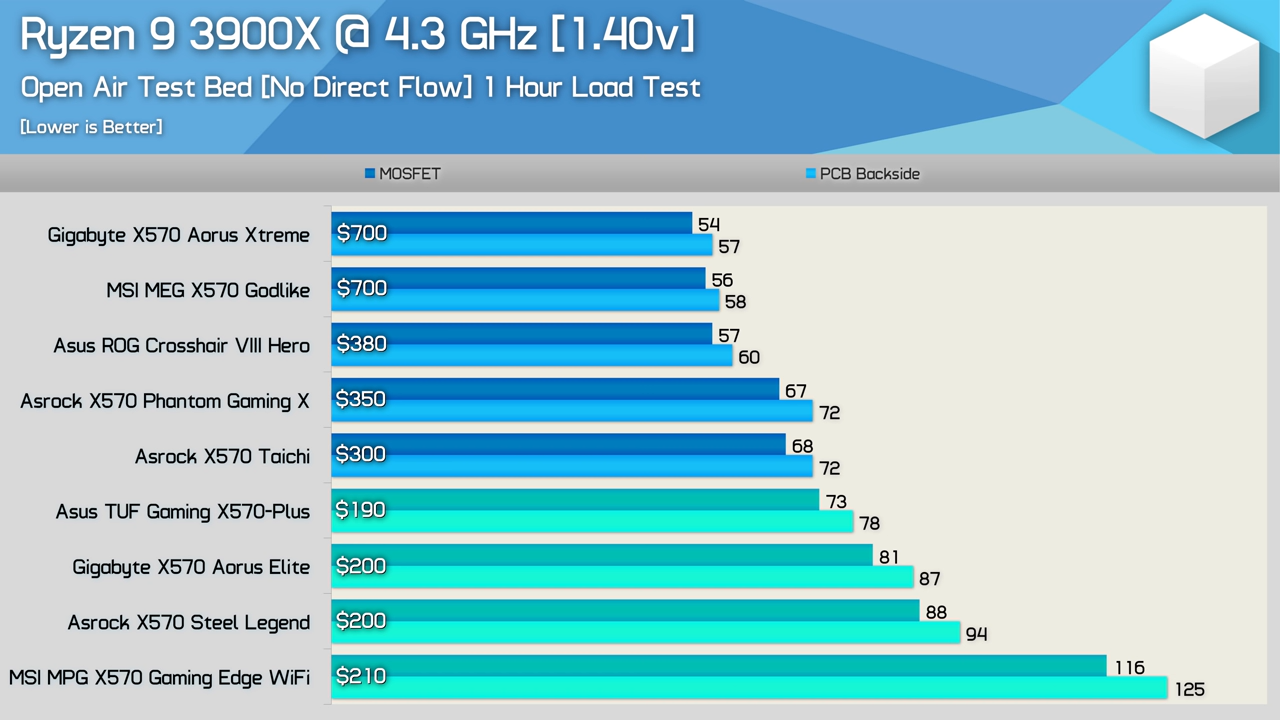 Ryzen 9 3900X @ 4.3 GHz [1.40v]
Open Air Test Bed [No Direct Flow] 1 Hour Load Test
[Lower is Better]
MOSFET PCB Backside
Gigabyte X570 Aorus Xtreme $700 54
57
MSI MEG X570 Godlike $700 56
58
Asus ROG Crosshair VIII Hero $380 57
60
Asrock X570 Phantom Gaming X $350 67
72
Asrock X570 Taichi $300 68
72
Asus TUF Gaming X570-Plus $190 73
78
Gigabyte X570 Aorus Elite $200 81
87
Asrock X570 Steel Legend $200 88
94
MSI MPG X570 Gaming Edge WiFi $210 116
125